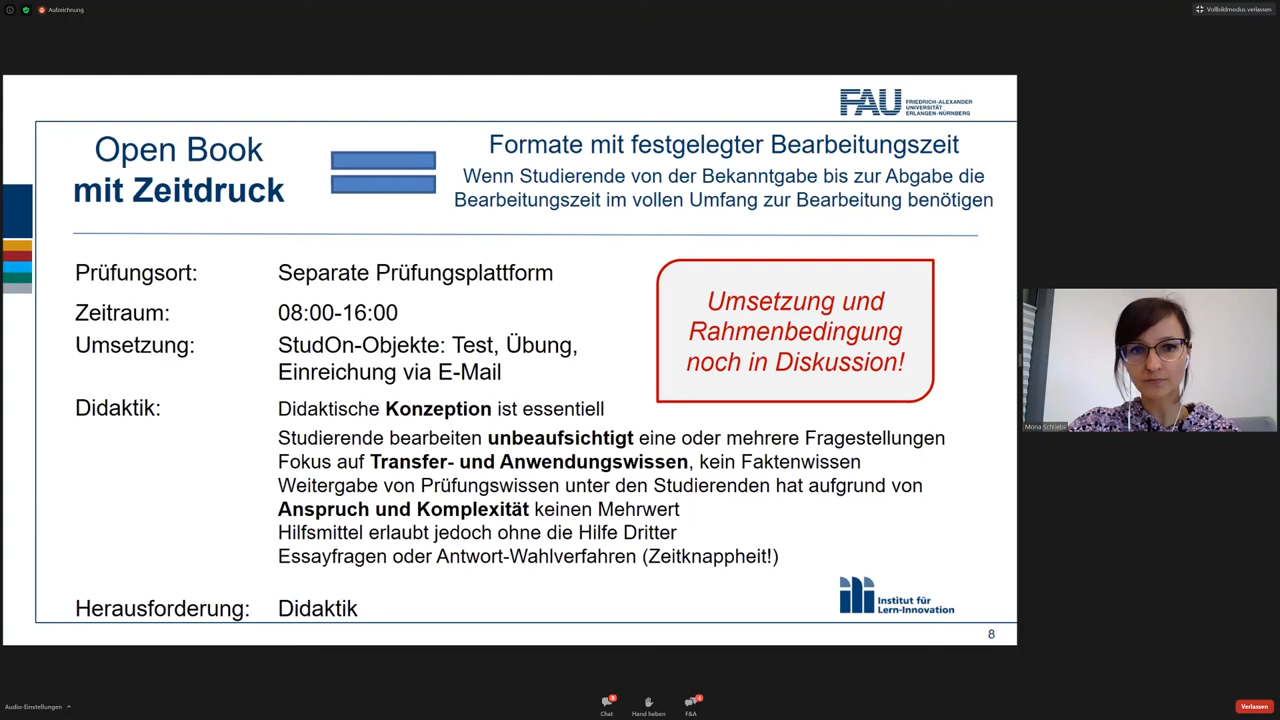 Aufzeichnung
Vollbildmodus verlassen
FAU FRIEDRICH-ALEXANDER
UNIVERSITÄT
ERLANGEN-NÜRNBERG
Open Book
mit Zeitdruck
Formate mit festgelegter Bearbeitungszeit
Wenn Studierende von der Bekanntgabe bis zur Abgabe die
Bearbeitungszeit im vollen Umfang zur Bearbeitung benötigen
Prüfungsort: Separate Prüfungsplattform
Zeitraum: 08:00-16:00
Umsetzung: StudOn-Objekte: Test, Übung,
Einreichung via E-Mail
Umsetzung und
Rahmenbedingung
noch in Diskussion!
Didaktik: Didaktische Konzeption ist essentiell
Studierende bearbeiten unbeaufsichtigt eine oder mehrere Fragestellungen
Fokus auf Transfer- und Anwendungswissen, kein Faktenwissen
Weitergabe von Prüfungswissen unter den Studierenden hat aufgrund von
Anspruch und Komplexität keinen Mehrwert
Hilfsmittel erlaubt jedoch ohne die Hilfe Dritter
Essayfragen oder Antwort-Wahlverfahren (Zeitknappheit!)
Herausforderung: Didaktik
Institut für
Lern-Innovation
8
Mona Schliebs
Audio-Einstellungen
Chat
Hand heben
F&A
Verlassen